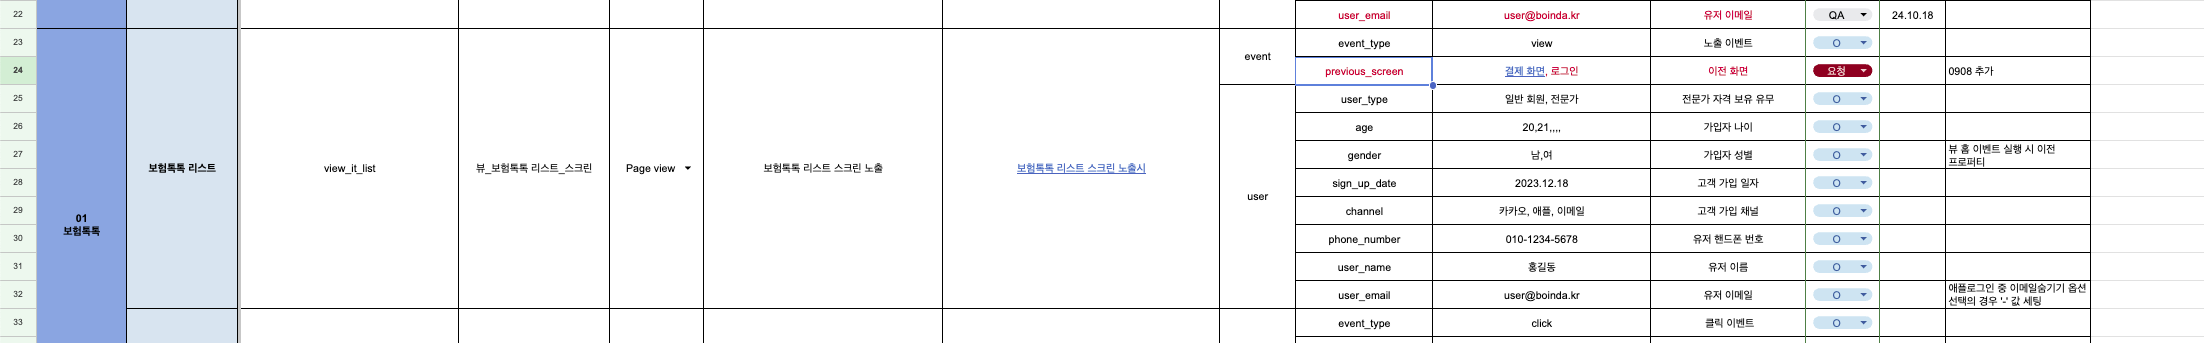 22
user_email
user@boinda.kr
유저 이메일
QA
24.10.18
23
event_type
view
노출 이벤트
O
event
24
previous_screen
결제 화면, 로그인
이전 화면
요청
0908 추가
25
user_type
일반 회원, 전문가
전문가 자격 보유 유무
O
26
age
20,21,,,,
가입자 나이
O
27
gender
남,여
가입자 성별
O
뷰 홈 이벤트 실행 시 이전
프로퍼티
보험톡톡 리스트
view_it_list
뷰_보험톡톡 리스트_스크린
Page view
보험톡톡 리스트 스크린 노출
보험톡톡 리스트 스크린 노출시
28
sign_up_date
2023.12.18
고객 가입 일자
O
user
29
channel
카카오, 애플, 이메일
고객 가입 채널
O
01
보험톡톡
30
phone_number
010-1234-5678
유저 핸드폰 번호
O
31
user_name
홍길동
유저 이름
O
32
user_email
user@boinda.kr
유저 이메일
O
애플로그인 중 이메일숨기기 옵션
선택의 경우 '-' 값 세팅
33
event_type
click
클릭 이벤트
O